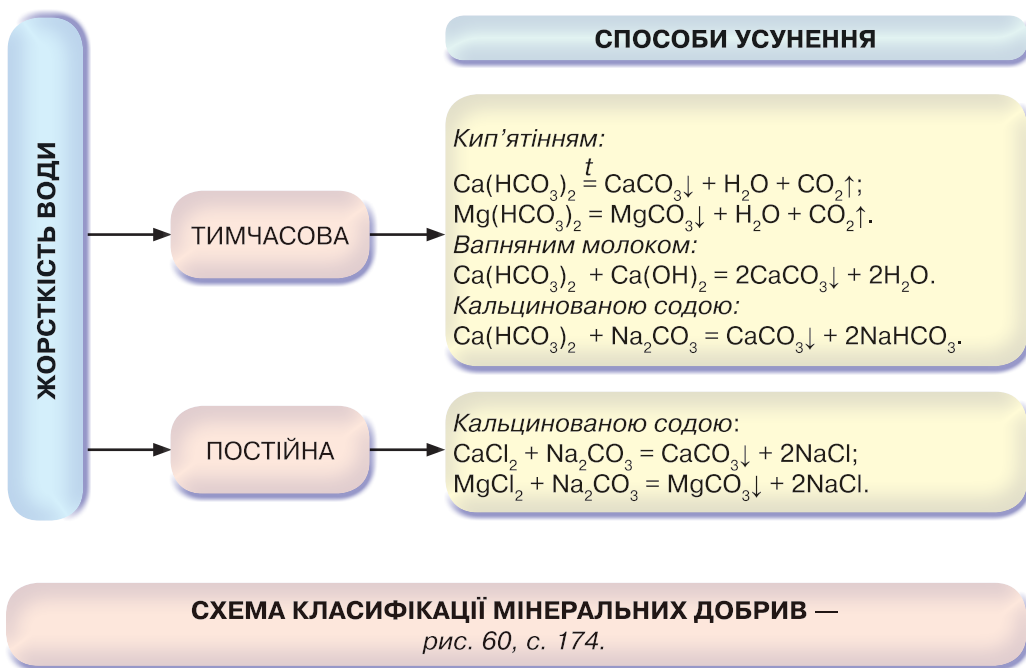 ЖОРСТКІСТЬ ВОДИ
СПОСОБИ УСУНЕННЯ
ТИМЧАСОВА
Кип’ятінням:
Ca(HCO₃)₂ =ᵗ CaCO₃↓ + H₂O + CO₂↑;
Mg(HCO₃)₂ = MgCO₃↓ + H₂O + CO₂↑.
Вапняним молоком:
Ca(HCO₃)₂ + Ca(OH)₂ = 2CaCO₃↓ + 2H₂O.
Кальцинованою содою:
Ca(HCO₃)₂ + Na₂CO₃ = CaCO₃↓ + 2NaHCO₃.
ПОСТІЙНА
Кальцинованою содою:
CaCl₂ + Na₂CO₃ = CaCO₃↓ + 2NaCl;
MgCl₂ + Na₂CO₃ = MgCO₃↓ + 2NaCl.
СХЕМА КЛАСИФІКАЦІЇ МІНЕРАЛЬНИХ ДОБРИВ —
рис. 60, с. 174.